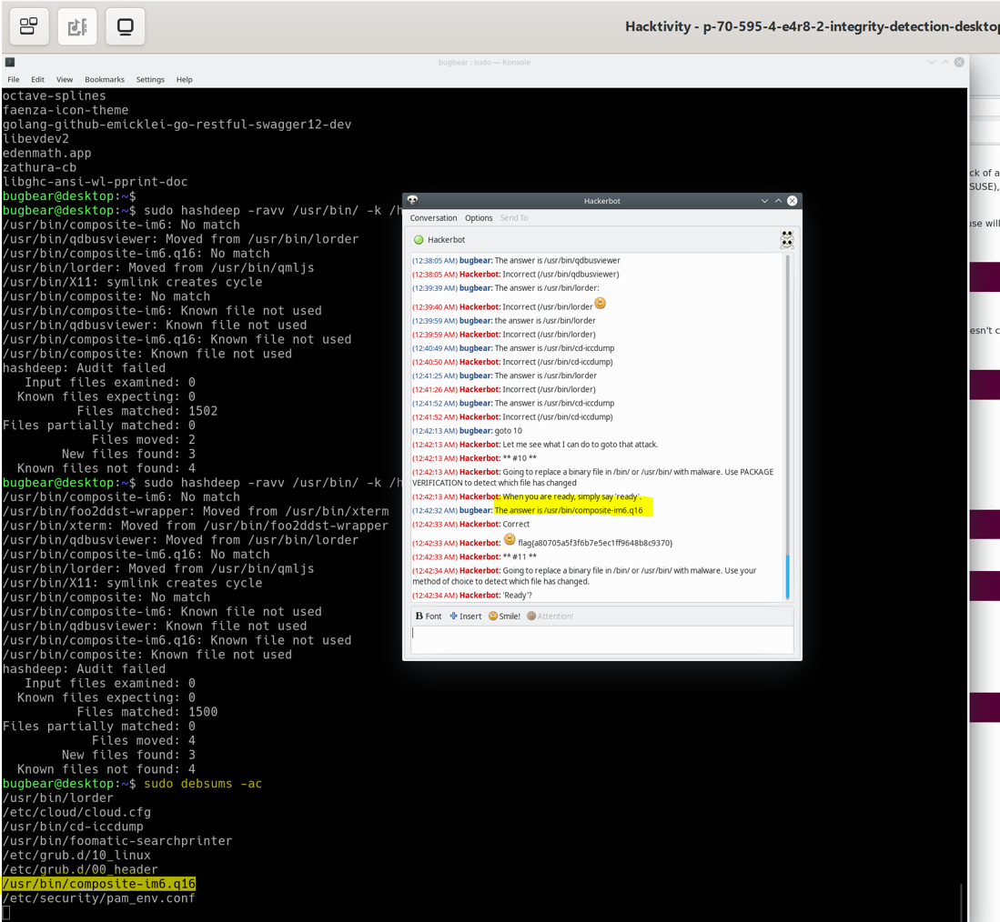 Hacktivity - p-70-595-4-e4r8-2-integrity-detection-desktop
bugbear : sudo — Konsole
File Edit View Bookmarks Settings Help
octave-splines
faenza-icon-theme
golang-github-emicklei-go-restful-swagger12-dev
libevdev2
edenmath.app
zathura-cb
libghc-ansi-wl-pprint-doc
bugbear@desktop:~$
bugbear@desktop:~$ sudo hashdeep -ravv /usr/bin/ -k /h
/usr/bin/composite-im6: No match
/usr/bin/qdbusviewer: Moved from /usr/bin/lorder
/usr/bin/composite-im6.q16: No match
/usr/bin/lorder: Moved from /usr/bin/qmljs
/usr/bin/X11: symlink creates cycle
/usr/bin/composite: No match
/usr/bin/composite-im6: Known file not used
/usr/bin/qdbusviewer: Known file not used
/usr/bin/composite-im6.q16: Known file not used
/usr/bin/composite: Known file not used
hashdeep: Audit failed
Input files examined: 0
Known files expecting: 0
Files matched: 1502
Files partially matched: 0
Files moved: 2
New files found: 3
Known files not found: 4
bugbear@desktop:~$ sudo hashdeep -ravv /usr/bin/ -k /h
/usr/bin/composite-im6: No match
/usr/bin/foo2ddst-wrapper: Moved from /usr/bin/xterm
/usr/bin/xterm: Moved from /usr/bin/foo2ddst-wrapper
/usr/bin/qdbusviewer: Moved from /usr/bin/lorder
/usr/bin/composite-im6.q16: No match
/usr/bin/lorder: Moved from /usr/bin/qmljs
/usr/bin/X11: symlink creates cycle
/usr/bin/composite: No match
/usr/bin/composite-im6: Known file not used
/usr/bin/qdbusviewer: Known file not used
/usr/bin/composite-im6.q16: Known file not used
/usr/bin/composite: Known file not used
hashdeep: Audit failed
Input files examined: 0
Known files expecting: 0
Files matched: 1500
Files partially matched: 0
Files moved: 4
New files found: 3
Known files not found: 4
bugbear@desktop:~$ sudo debsums -ac
/usr/bin/lorder
/etc/cloud/cloud.cfg
/usr/bin/cd-iccdump
/usr/bin/foomatic-searchprinter
/etc/grub.d/10_linux
/etc/grub.d/00_header
/usr/bin/composite-im6.q16
/etc/security/pam_env.conf
Hackerbot
Conversation Options Send To
Hackerbot
(12:38:05 AM) bugbear: The answer is /usr/bin/qdbusviewer
(12:38:05 AM) Hackerbot: Incorrect (/usr/bin/qdbusviewer)
(12:39:39 AM) bugbear: The answer is /usr/bin/lorder:
(12:39:40 AM) Hackerbot: Incorrect (/usr/bin/lorder
(12:39:59 AM) bugbear: the answer is /usr/bin/lorder
(12:39:59 AM) Hackerbot: Incorrect (/usr/bin/lorder)
(12:40:49 AM) bugbear: The answer is /usr/bin/cd-iccdump
(12:40:50 AM) Hackerbot: Incorrect (/usr/bin/cd-iccdump)
(12:41:25 AM) bugbear: The answer is /usr/bin/lorder
(12:41:26 AM) Hackerbot: Incorrect (/usr/bin/lorder)
(12:41:52 AM) bugbear: The answer is /usr/bin/cd-iccdump
(12:41:52 AM) Hackerbot: Incorrect (/usr/bin/cd-iccdump)
(12:42:13 AM) bugbear: goto 10
(12:42:13 AM) Hackerbot: Let me see what I can do to goto that attack.
(12:42:13 AM) Hackerbot: ** #10 **
(12:42:13 AM) Hackerbot: Going to replace a binary file in /bin/ or /usr/bin/ with malware. Use PACKAGE
VERIFICATION to detect which file has changed
(12:42:13 AM) Hackerbot: When you are ready, simply say 'ready'.
(12:42:32 AM) bugbear: The answer is /usr/bin/composite-im6.q16
(12:42:33 AM) Hackerbot: Correct
(12:42:33 AM) Hackerbot: flag{a80705a5f3f6b7e5ec1ff9648b8c9370}
(12:42:33 AM) Hackerbot: ** #11 **
(12:42:34 AM) Hackerbot: Going to replace a binary file in /bin/ or /usr/bin/ with malware. Use your
method of choice to detect which file has changed.
(12:42:34 AM) Hackerbot: 'Ready'?
Font Insert Smile! Attention!
ck of a
SUSE),
use will
esn't c